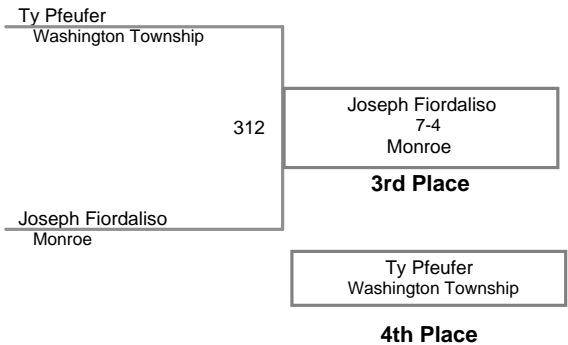 Ty Pfeufer
Washington Township
312
Joseph Fiordaliso
7-4
Monroe
3rd Place
Joseph Fiordaliso
Monroe
Ty Pfeufer
Washington Township
4th Place